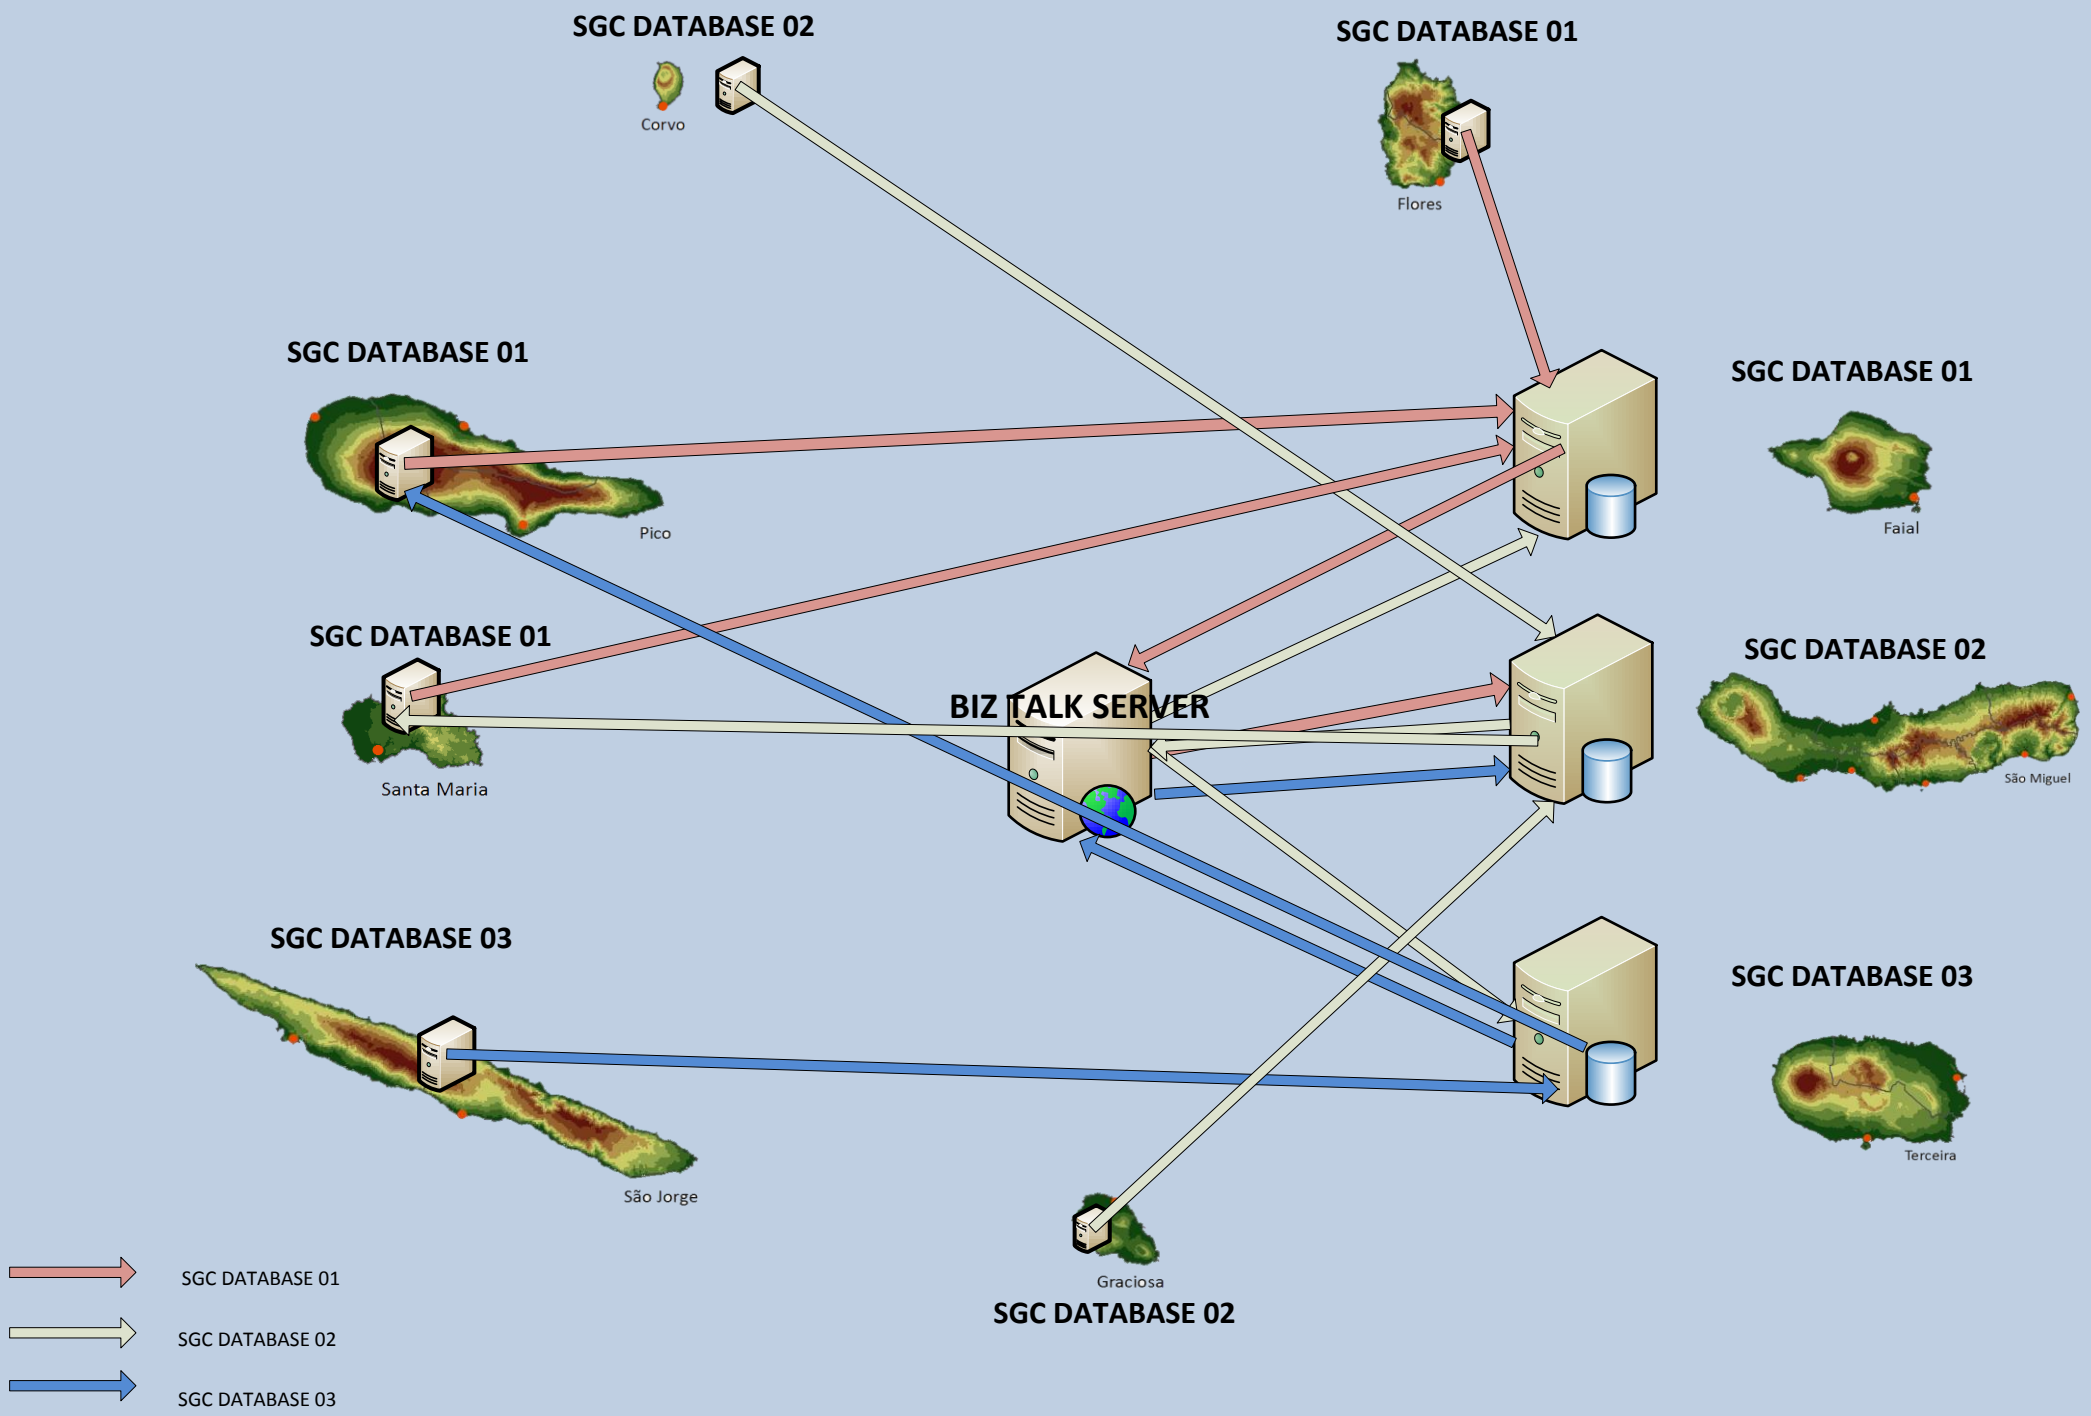 SGC DATABASE 02
SGC DATABASE 01
Corvo
Flores
SGC DATABASE 01
SGC DATABASE 01
Pico
Faial
SGC DATABASE 01
SGC DATABASE 02
BIZ TALK SERVER
Santa Maria
São Miguel
SGC DATABASE 03
SGC DATABASE 03
Terceira
São Jorge
Graciosa
SGC DATABASE 02
SGC DATABASE 01
SGC DATABASE 02
SGC DATABASE 03